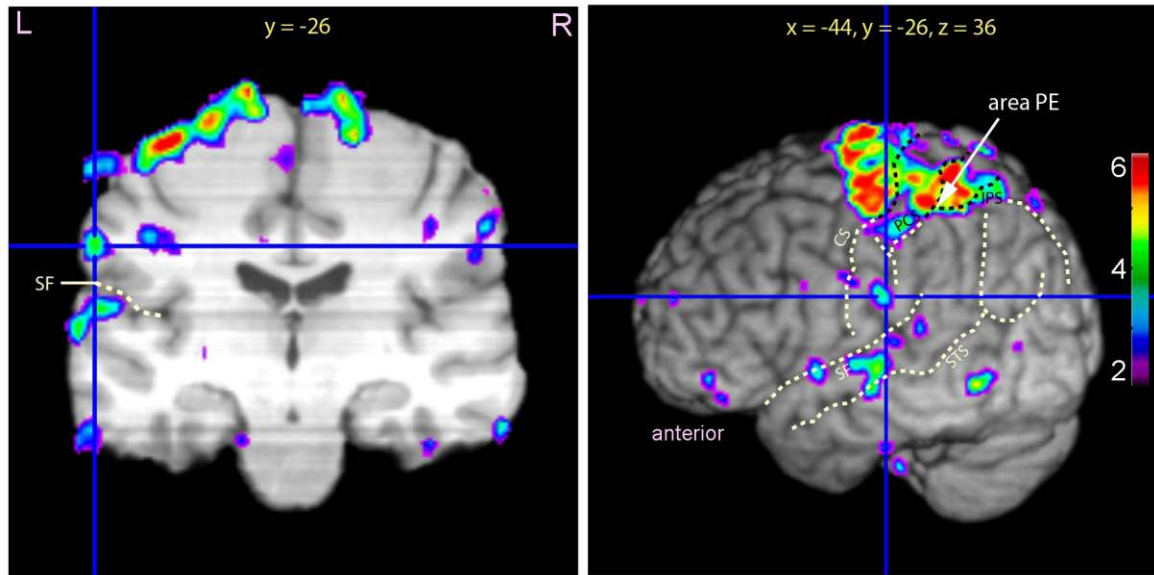 L
y = -26
R
SF
x = -44, y = -26, z = 36
area PE
PCS
IPS
CS
SF
STS
anterior
6
4
2